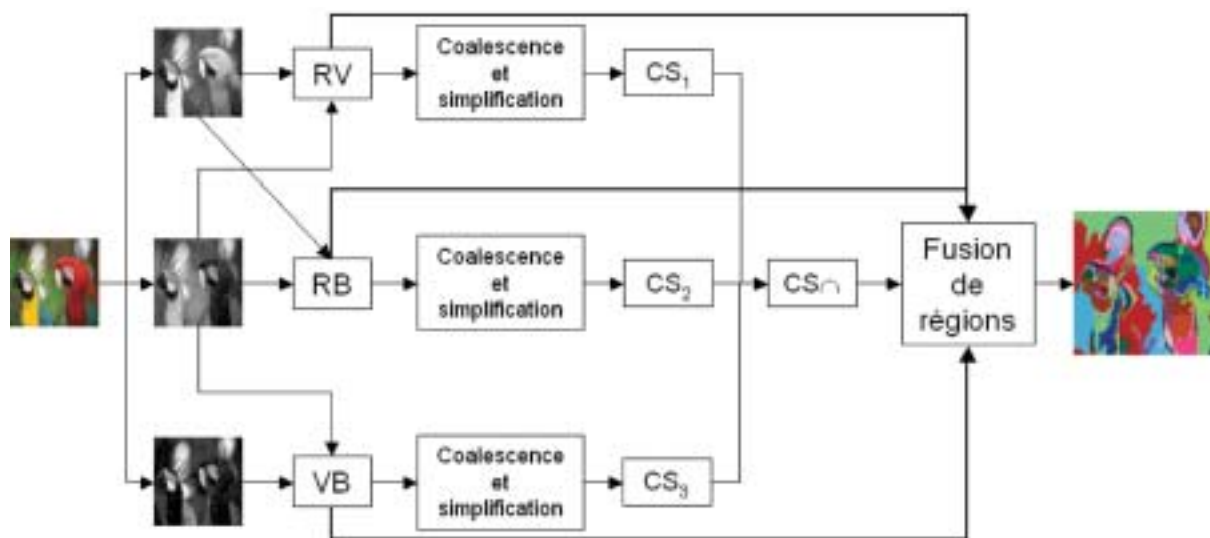 RV
Coalescence
et
simplification
CS₁
RB
Coalescence
et
simplification
CS₂
CS∩
Fusion
de
régions
VB
Coalescence
et
simplification
CS₃